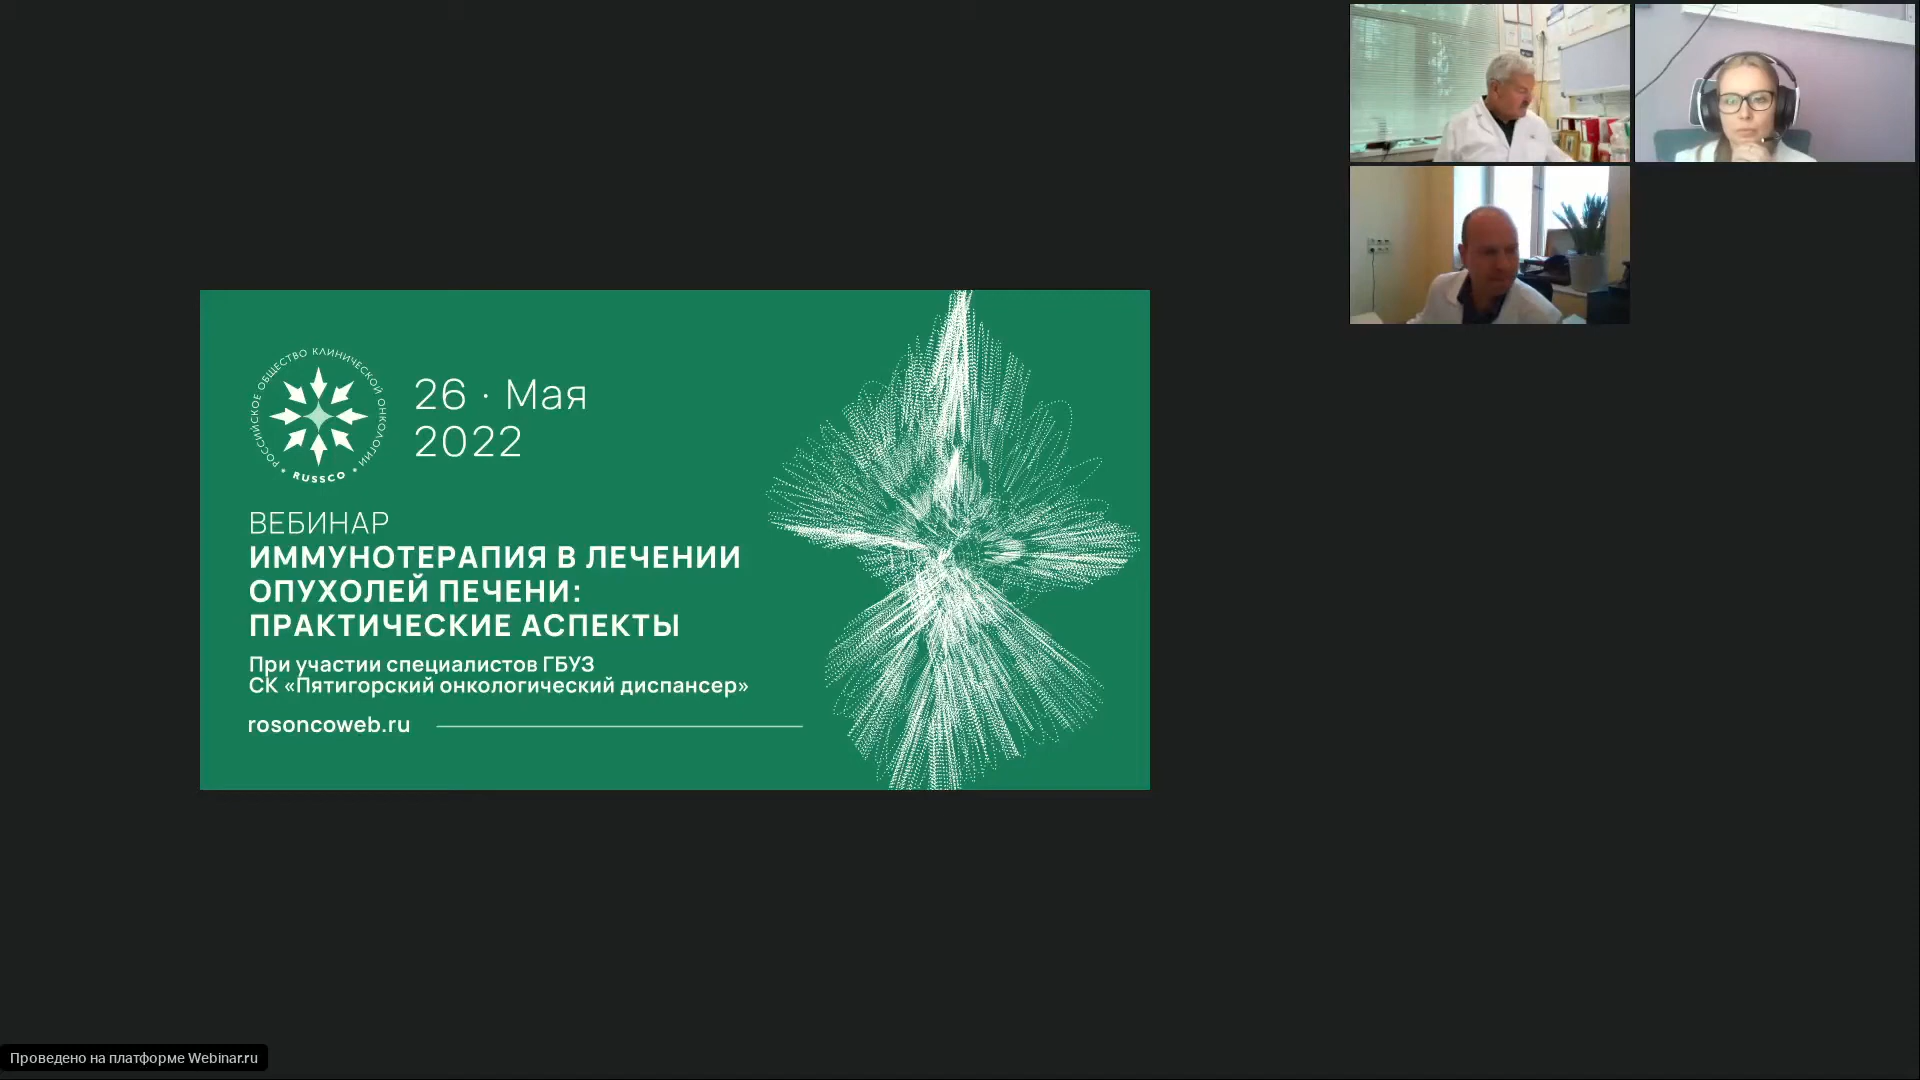 РОССИЙСКОЕ ОБЩЕСТВО КЛИНИЧЕСКОЙ ОНКОЛОГИИ
• RUSSCO •
26 · Мая
2022
ВЕБИНАР
ИММУНОТЕРАПИЯ В ЛЕЧЕНИИ
ОПУХОЛЕЙ ПЕЧЕНИ:
ПРАКТИЧЕСКИЕ АСПЕКТЫ
При участии специалистов ГБУЗ
СК «Пятигорский онкологический диспансер»
rosoncoweb.ru
Проведено на платформе Webinar.ru